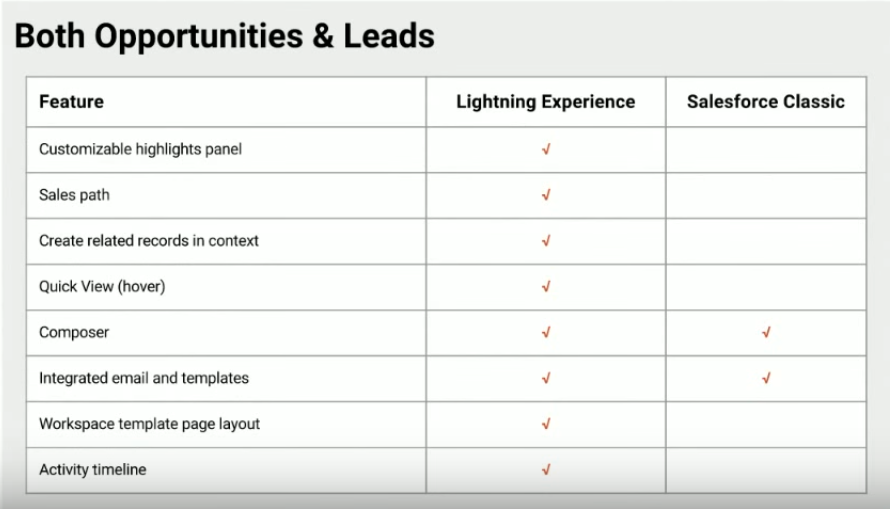 Both Opportunities & Leads
Feature Lightning Experience Salesforce Classic
Customizable highlights panel √
Sales path √
Create related records in context √
Quick View (hover) √
Composer √ √
Integrated email and templates √ √
Workspace template page layout √
Activity timeline √